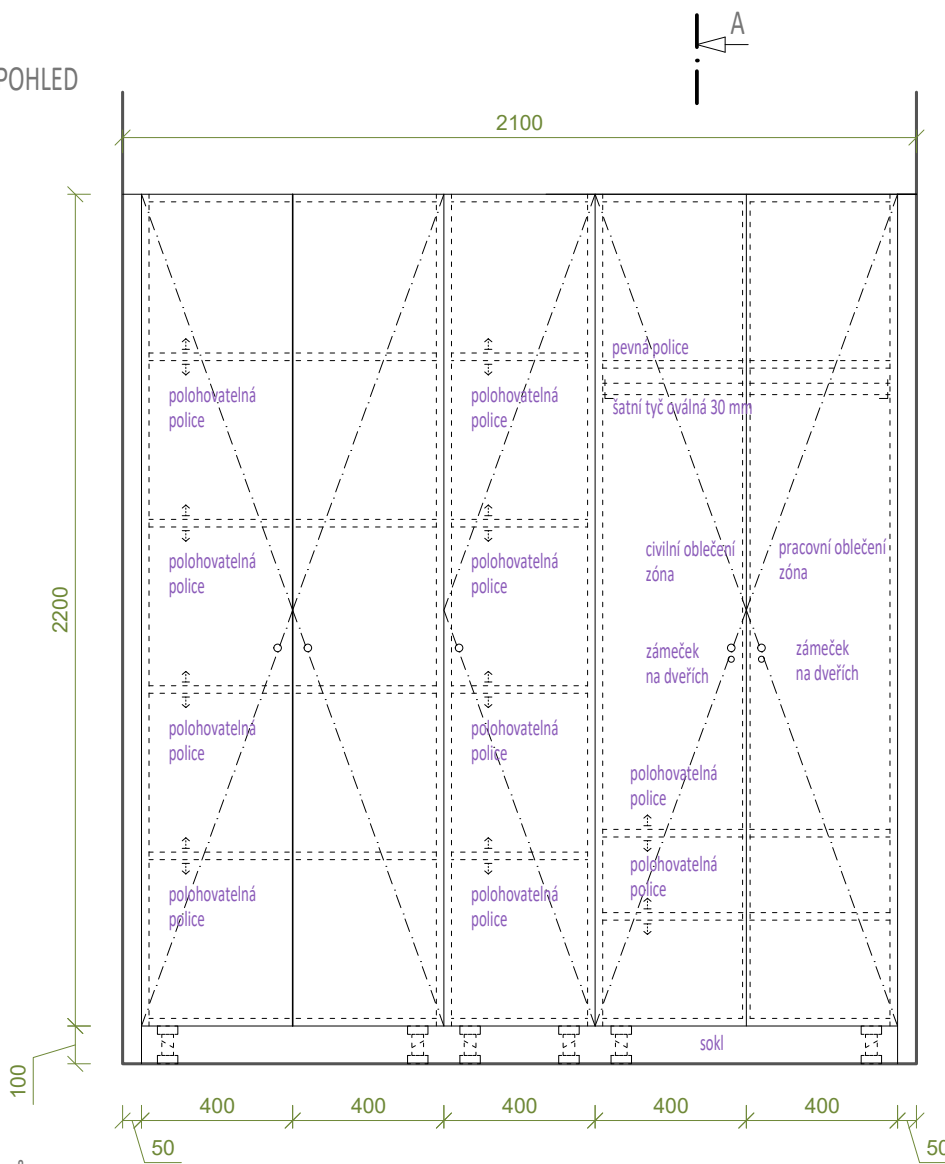 A
POHLED
2100
pevná police
polohovatelná
police
polohovatelná
police
šatní tyč oválná 30 mm
civilní oblečení
zóna
pracovní oblečení
zóna
polohovatelná
police
polohovatelná
police
2200
zámeček
na dveřích
zámeček
na dveřích
polohovatelná
police
polohovatelná
police
polohovatelná
police
polohovatelná
police
polohovatelná
police
polohovatelná
police
sokl
100
400
400
400
400
400
50
50